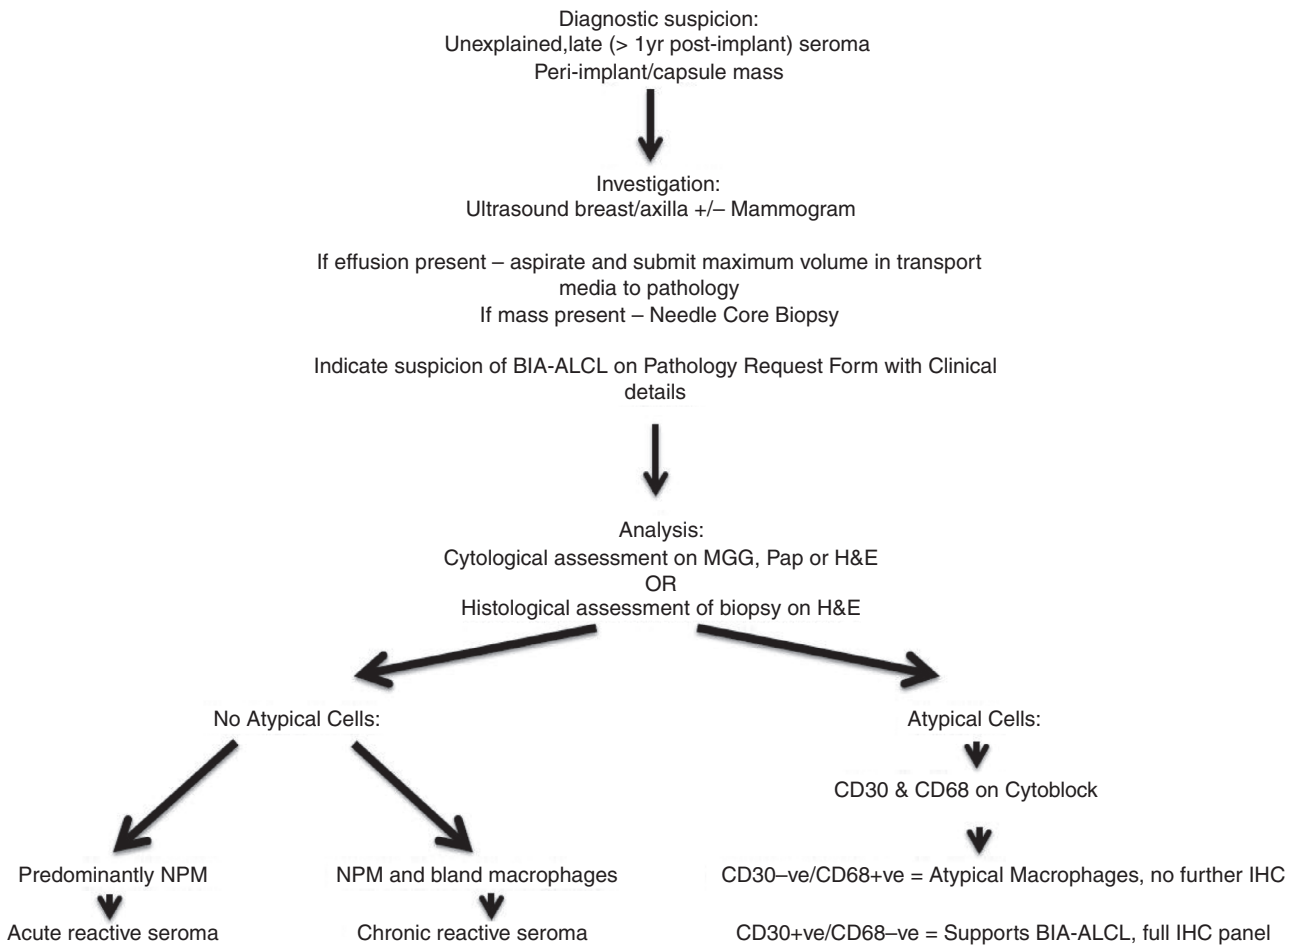 Diagnostic suspicion:
Unexplained,late (> 1yr post-implant) seroma
Peri-implant/capsule mass
Investigation:
Ultrasound breast/axilla +/– Mammogram
If effusion present – aspirate and submit maximum volume in transport
media to pathology
If mass present – Needle Core Biopsy
Indicate suspicion of BIA-ALCL on Pathology Request Form with Clinical
details
Analysis:
Cytological assessment on MGG, Pap or H&E
OR
Histological assessment of biopsy on H&E
No Atypical Cells:
Atypical Cells:
CD30 & CD68 on Cytoblock
Predominantly NPM
NPM and bland macrophages
CD30–ve/CD68+ve = Atypical Macrophages, no further IHC
Acute reactive seroma
Chronic reactive seroma
CD30+ve/CD68–ve = Supports BIA-ALCL, full IHC panel